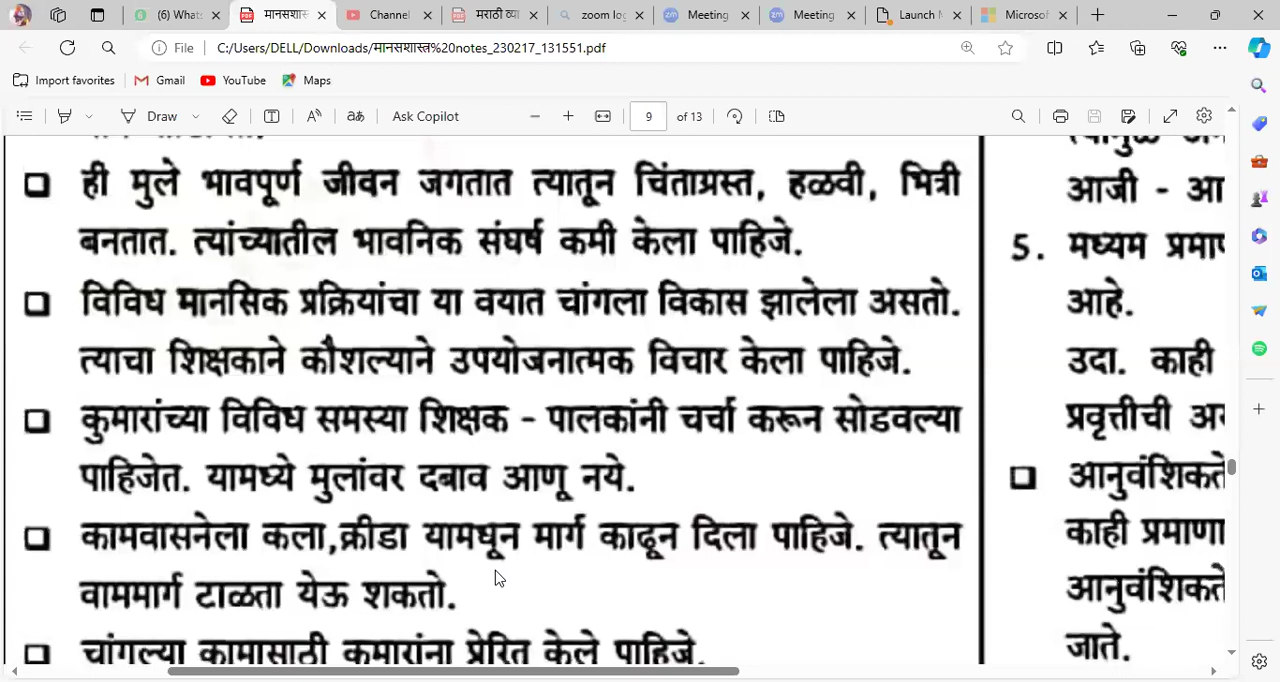 (6) Whats
मानसशास
Channel
मराठी व्या
zoom log
Meeting
Meeting
Launch M
Microsof
File C:/Users/DELL/Downloads/मानसशास्त%20notes_230217_131551.pdf
Import favorites Gmail YouTube Maps
Draw Ask Copilot 9 of 13
ही मुले भावपूर्ण जीवन जगतात त्यातून चिंताग्रस्त, हळवी, भित्री
बनतात. त्यांच्यातील भावनिक संघर्ष कमी केला पाहिजे.
विविध मानसिक प्रक्रियांचा या वयात चांगला विकास झालेला असतो.
त्याचा शिक्षकाने कौशल्याने उपयोजनात्मक विचार केला पाहिजे.
कुमारांच्या विविध समस्या शिक्षक - पालकांनी चर्चा करून सोडवल्या
पाहिजेत. यामध्ये मुलांवर दबाव आणू नये.
कामवासनेला कला,क्रीडा यामधून मार्ग काढून दिला पाहिजे. त्यातून
वाममार्ग टाळता येऊ शकतो.
चांगल्या कामासाठी कुमारांना प्रेरित केले पाहिजे.
आजी - आ
5. मध्यम प्रमाण
आहे.
उदा. काही
प्रवृत्तीची अ
आनुवंशिकते
काही प्रमाणा
आनुवंशिकते
जाते.